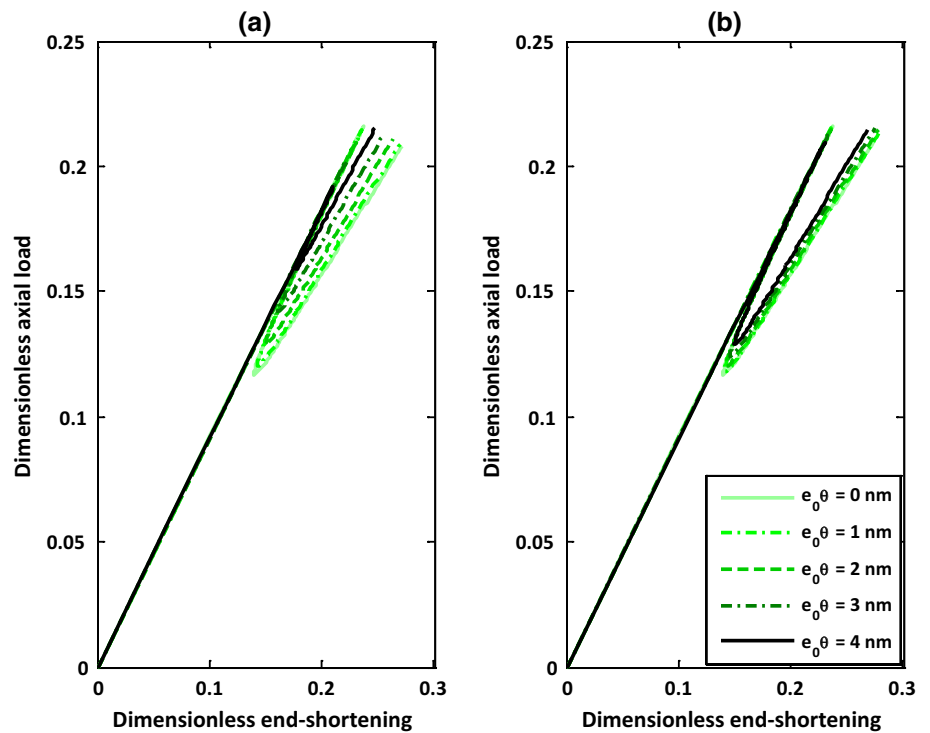 (a)
0.25
0.2
0.15
0.1
0.05
0
0 0.1 0.2 0.3
Dimensionless axial load
Dimensionless end-shortening
(b)
0.25
0.2
0.15
0.1
0.05
0
0 0.1 0.2 0.3
Dimensionless axial load
Dimensionless end-shortening
e₀θ = 0 nm
e₀θ = 1 nm
e₀θ = 2 nm
e₀θ = 3 nm
e₀θ = 4 nm